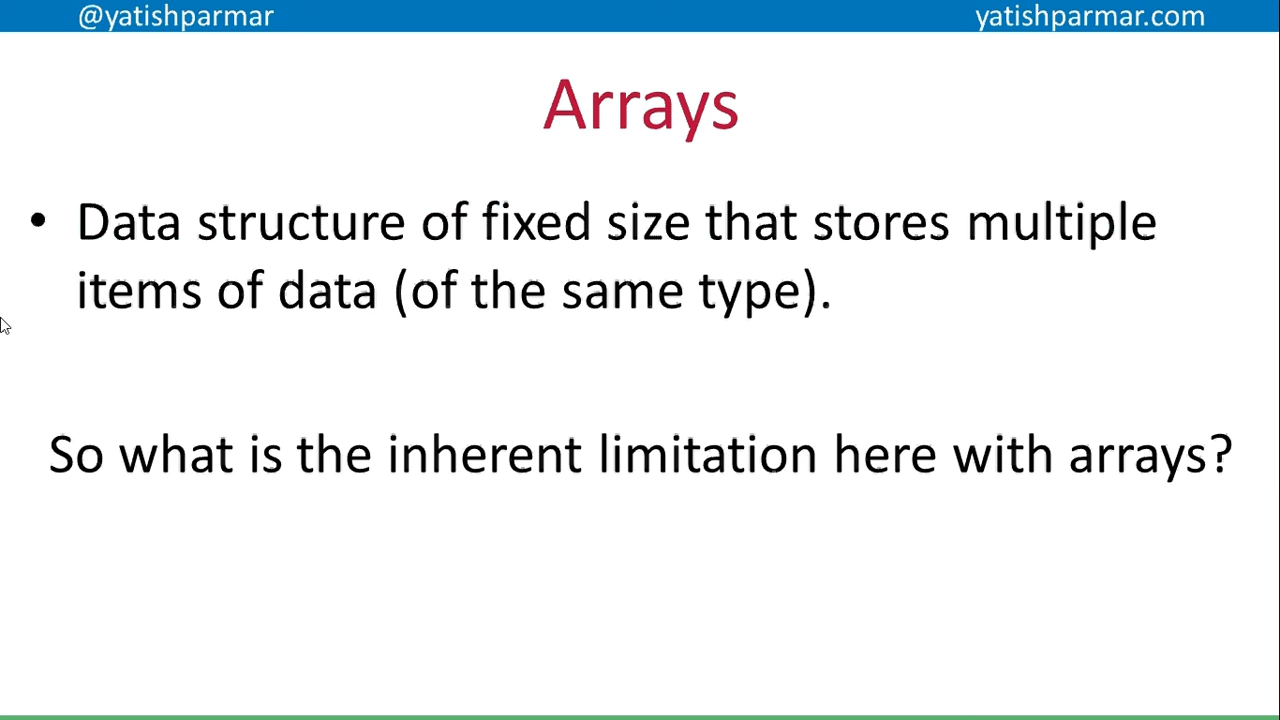 @yatishparmar
yatishparmar.com
Arrays
• Data structure of fixed size that stores multiple
items of data (of the same type).
So what is the inherent limitation here with arrays?